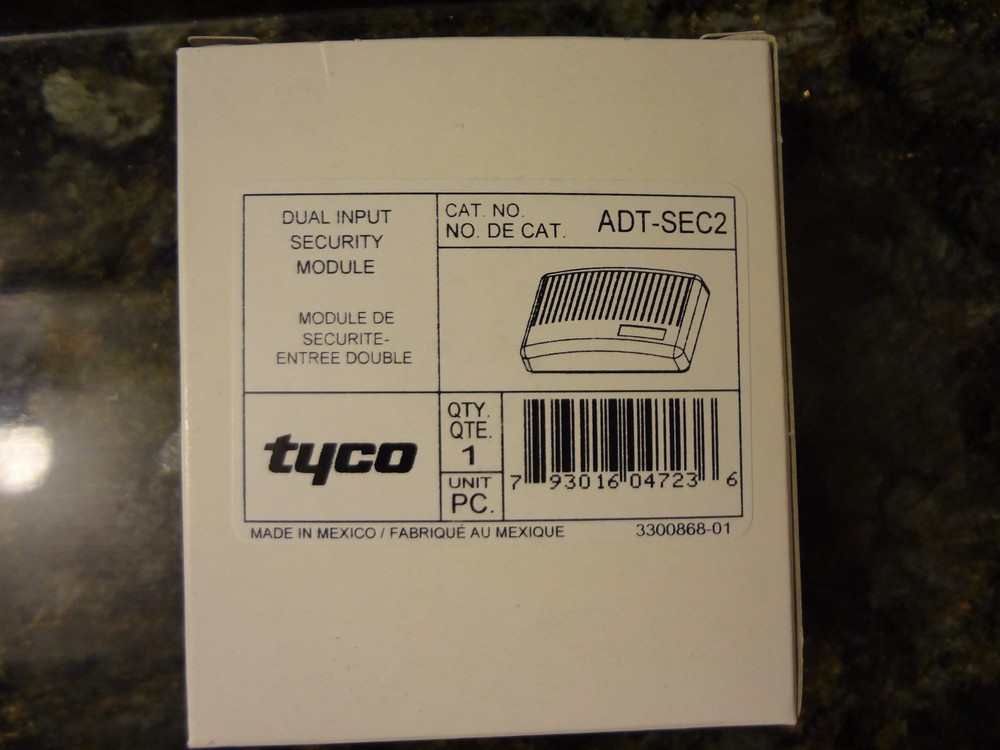 DUAL INPUT
SECURITY
MODULE
MODULE DE
SECURITE-
ENTREE DOUBLE
CAT. NO.
NO. DE CAT.
ADT-SEC2
tyco
QTY.
QTE.
1
UNIT
PC.
7 93016 04723 6
MADE IN MEXICO / FABRIQUÉ AU MEXIQUE
3300868-01